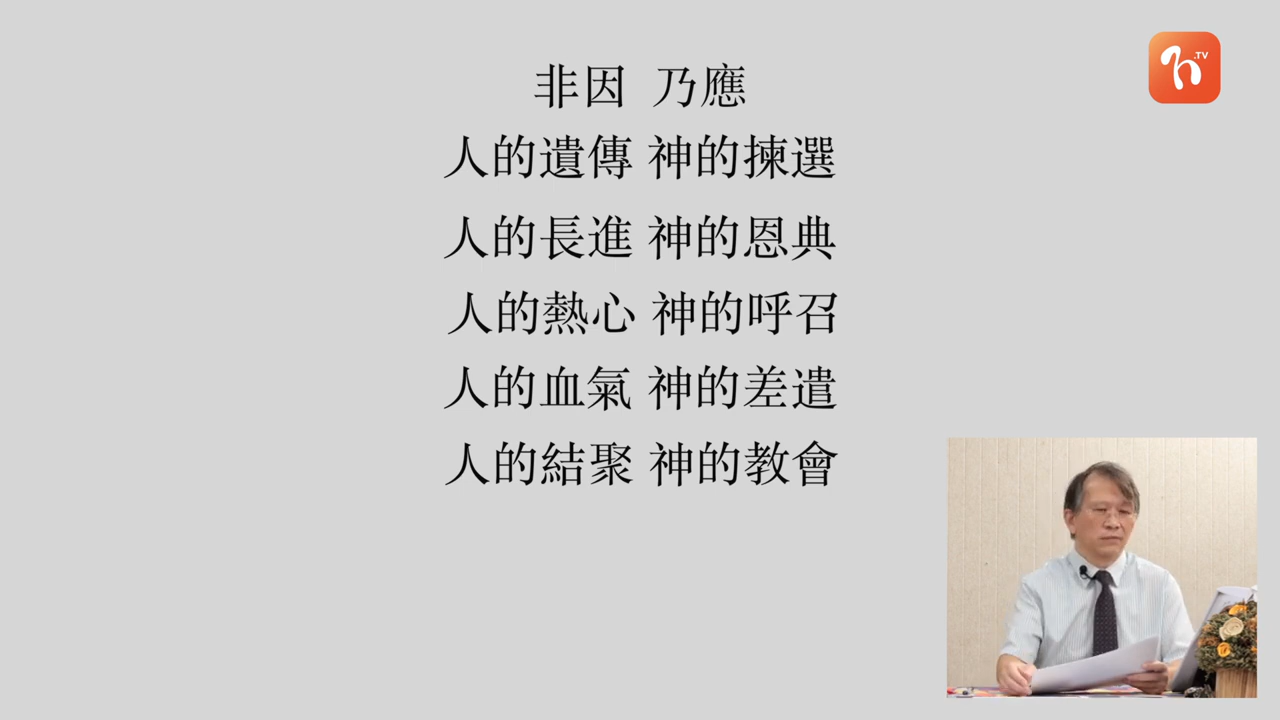 .TV
非因 乃應
人的遺傳 神的揀選
人的長進 神的恩典
人的熱心 神的呼召
人的血氣 神的差遣
人的結聚 神的教會